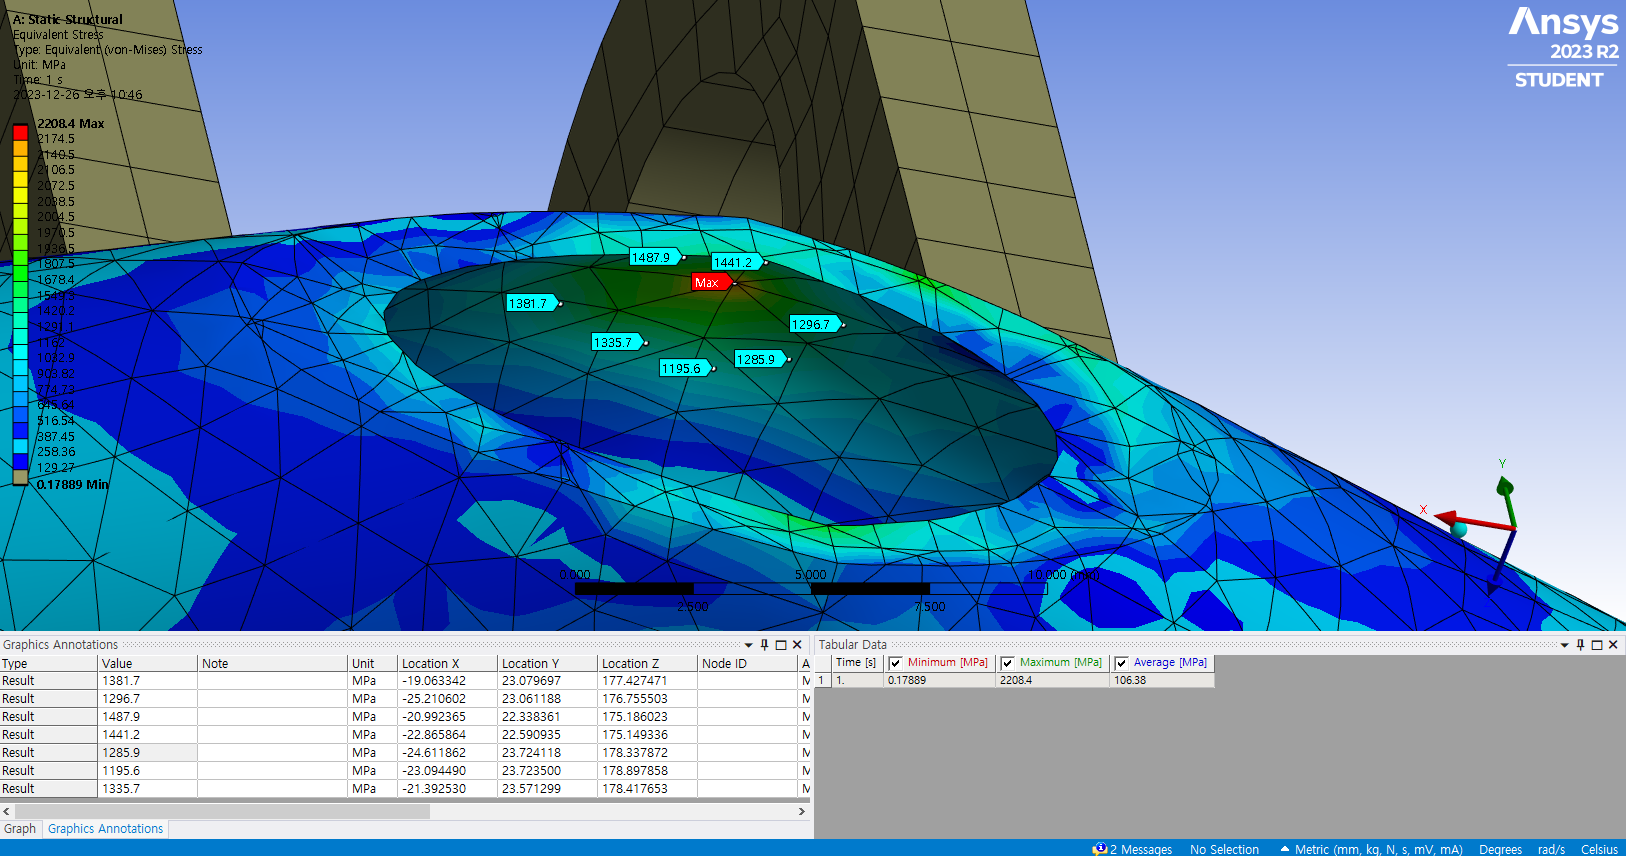 A: Static Structural
Equivalent Stress
Type: Equivalent (von-Mises) Stress
Unit: MPa
Time: 1 s
2023-12-26 오후 10:46
Ansys
2023 R2
STUDENT
2208.4 Max
2174.5
2140.5
2106.5
2072.5
2038.5
2004.5
1970.5
1936.5
1807.5
1678.4
1549.3
1420.2
1291.1
1162
1032.9
903.82
774.73
645.64
516.54
387.45
258.36
129.27
0.17889 Min
1487.9
1441.2
Max
1381.7
1296.7
1335.7
1285.9
1195.6
Y
X
0.000 5.000 10.000 (mm)
2.500 7.500
Graphics Annotations
Type Value Note Unit Location X Location Y Location Z Node ID A
Result 1381.7 MPa -19.063342 23.079697 177.427471 M
Result 1296.7 MPa -25.210602 23.061188 176.755503 M
Result 1487.9 MPa -20.992365 22.338361 175.186023 M
Result 1441.2 MPa -22.865864 22.590935 175.149336 M
Result 1285.9 MPa -24.611862 23.724118 178.337872 M
Result 1195.6 MPa -23.094490 23.723500 178.897858 M
Result 1335.7 MPa -21.392530 23.571299 178.417653 M
Graph Graphics Annotations
Tabular Data
Time [s] Minimum [MPa] Maximum [MPa] Average [MPa]
1 1. 0.17889 2208.4 106.38
2 Messages No Selection Metric (mm, kg, N, s, mV, mA) Degrees rad/s Celsius